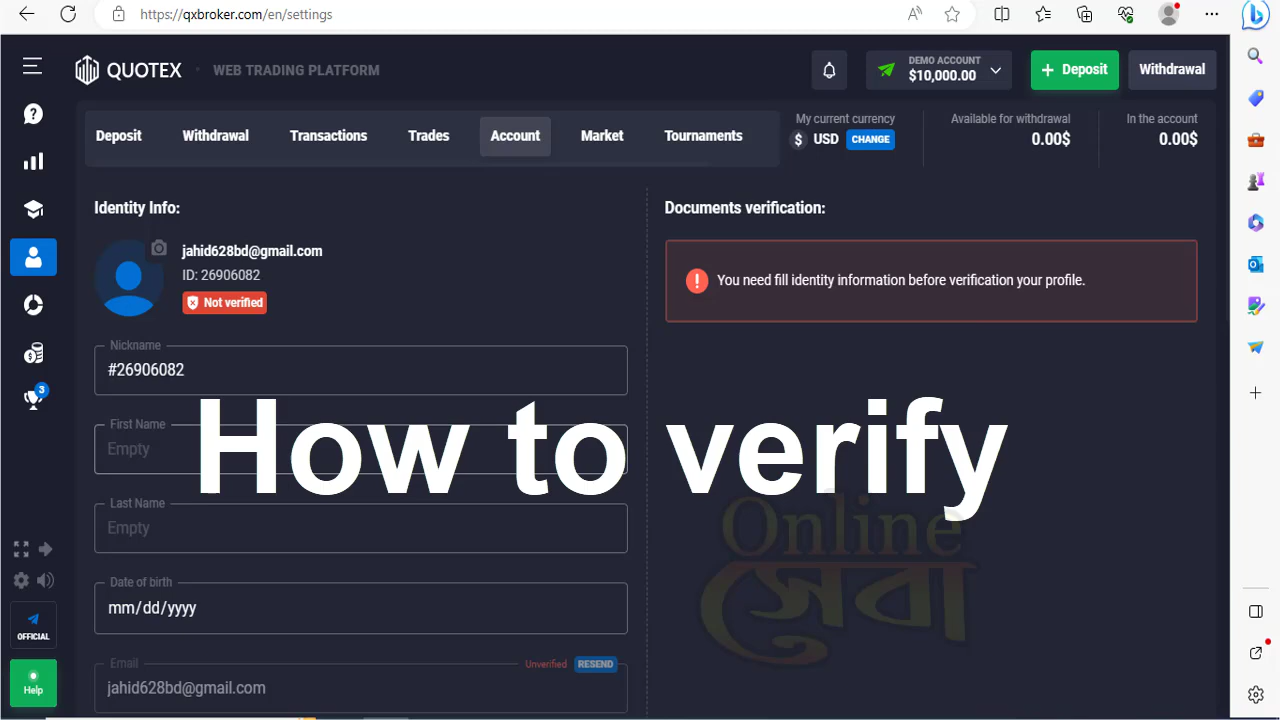 https://qxbroker.com/en/settings
QUOTEX
WEB TRADING PLATFORM
DEMO ACCOUNT
$10,000.00
+ Deposit
Withdrawal
Deposit
Withdrawal
Transactions
Trades
Account
Market
Tournaments
My current currency
$ USD CHANGE
Available for withdrawal
0.00$
In the account
0.00$
Identity Info:
jahid628bd@gmail.com
ID: 26906082
Not verified
Nickname
#26906082
First Name
Empty
Last Name
Empty
Date of birth
mm/dd/yyyy
Email
Unverified RESEND
jahid628bd@gmail.com
Documents verification:
You need fill identity information before verification your profile.
How to verify
Online
সেবা
3
OFFICIAL
Help